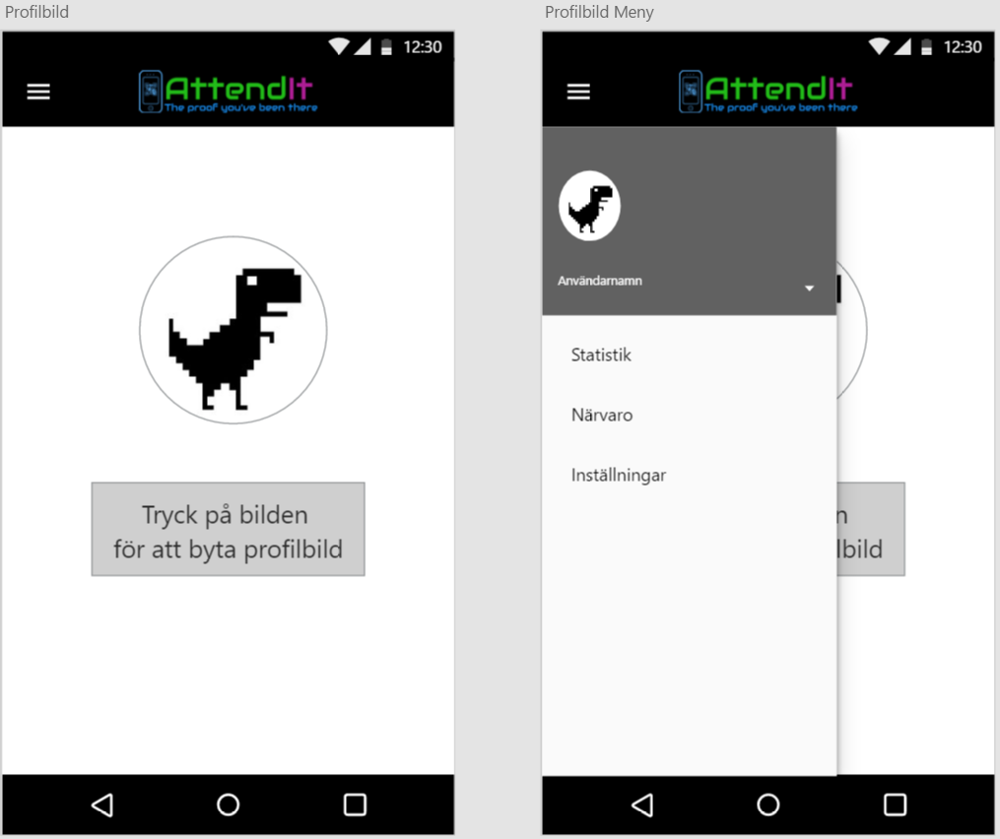 Profilbild
12:30
AttendIt
The proof you've been there
Tryck på bilden
för att byta profilbild
Profilbild Meny
12:30
AttendIt
The proof you've been there
Användarnamn
Statistik
Närvaro
Inställningar
n
lbild